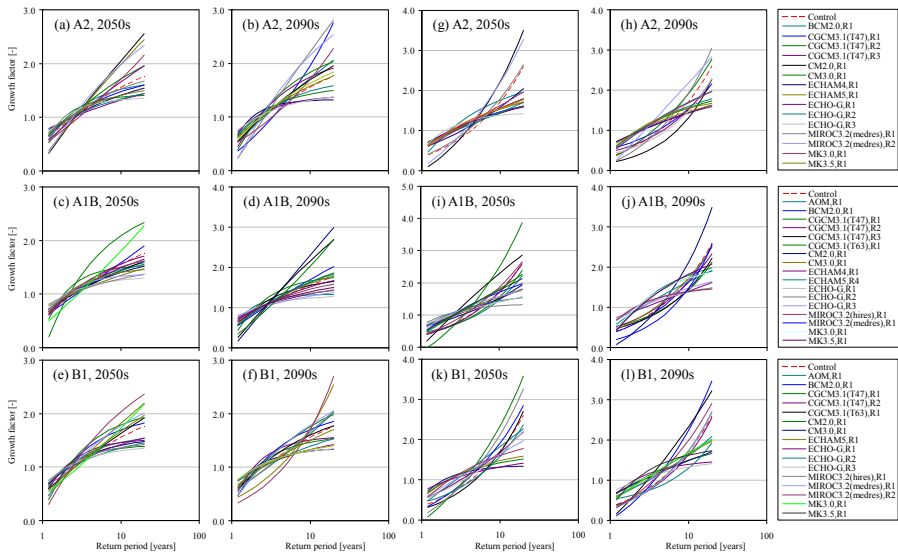 (a) A2, 2050s
(b) A2, 2090s
(g) A2, 2050s
(h) A2, 2090s
Growth factor [-]
3.0
2.0
1.0
0.0
3.0
2.0
1.0
0.0
4.0
3.0
2.0
1.0
0.0
4.0
3.0
2.0
1.0
0.0
Control
BCM2.0,R1
CGCM3.1(T47),R1
CGCM3.1(T47),R2
CGCM3.1(T47),R3
CM2.0,R1
CM3.0,R1
ECHAM4,R1
ECHAM5,R1
ECHO-G,R1
ECHO-G,R2
ECHO-G,R3
MIROC3.2(medres),R1
MIROC3.2(medres),R2
MK3.0,R1
MK3.5,R1
(c) A1B, 2050s
(d) A1B, 2090s
(i) A1B, 2050s
(j) A1B, 2090s
Growth factor [-]
3.0
2.0
1.0
0.0
4.0
3.0
2.0
1.0
0.0
5.0
4.0
3.0
2.0
1.0
0.0
4.0
3.0
2.0
1.0
0.0
Control
AOM,R1
BCM2.0,R1
CGCM3.1(T47),R1
CGCM3.1(T47),R2
CGCM3.1(T47),R3
CGCM3.1(T63),R1
CM2.0,R1
CM3.0,R1
ECHAM4,R1
ECHAM5,R4
ECHO-G,R1
ECHO-G,R2
ECHO-G,R3
MIROC3.2(hires),R1
MIROC3.2(medres),R1
MK3.0,R1
MK3.5,R1
(e) B1, 2050s
(f) B1, 2090s
(k) B1, 2050s
(l) B1, 2090s
Growth factor [-]
3.0
2.0
1.0
0.0
3.0
2.0
1.0
0.0
4.0
3.0
2.0
1.0
0.0
4.0
3.0
2.0
1.0
0.0
Control
AOM,R1
BCM2.0,R1
CGCM3.1(T47),R1
CGCM3.1(T47),R2
CGCM3.1(T63),R1
CM2.0,R1
CM3.0,R1
ECHAM5,R1
ECHO-G,R1
ECHO-G,R2
ECHO-G,R3
MIROC3.2(hires),R1
MIROC3.2(medres),R1
MIROC3.2(medres),R2
MK3.0,R1
MK3.5,R1
1 10 100
1 10 100
1 10 100
1 10 100
Return period [years]
Return period [years]
Return period [years]
Return period [years]